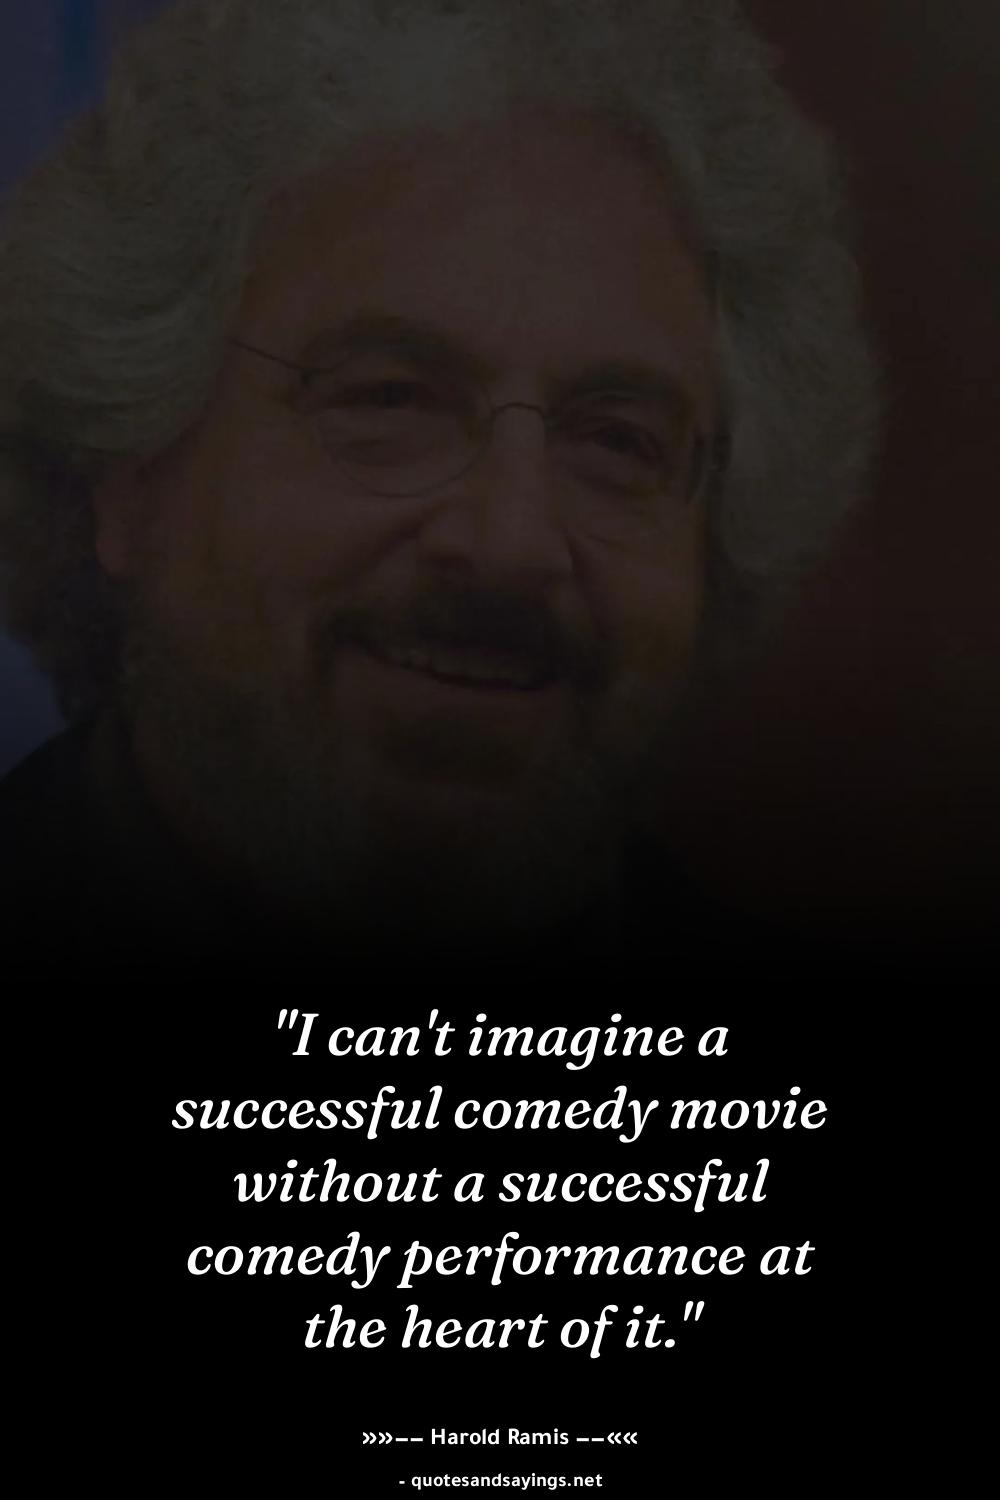 "I can't imagine a
successful comedy movie
without a successful
comedy performance at
the heart of it."
»»—— Harold Ramis ——««
- quotesandsayings.net